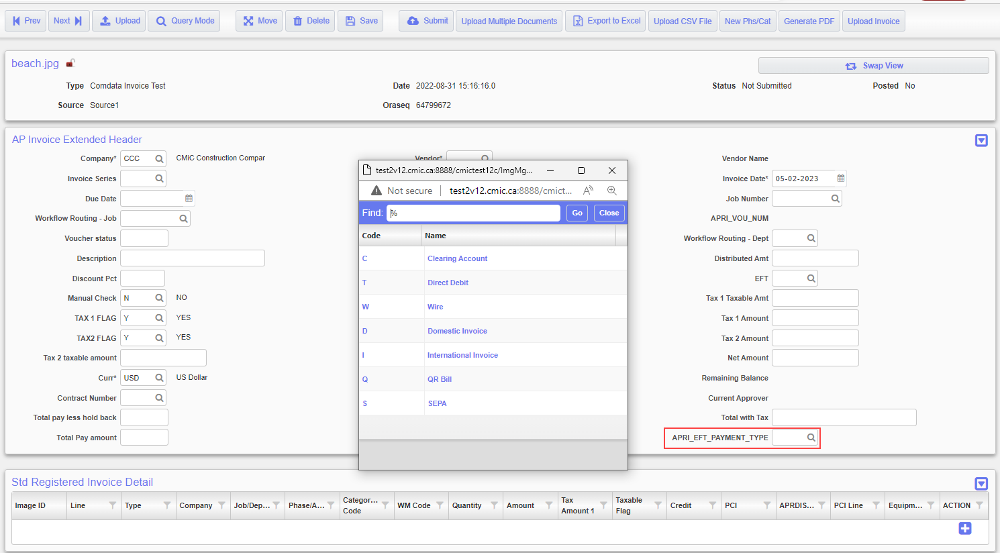 Prev Next Upload Query Mode Move Delete Save Submit Upload Multiple Documents Export to Excel Upload CSV File New Phs/Cat Generate PDF Upload Invoice
beach.jpg
Swap View
Type Comdata Invoice Test Date 2022-08-31 15:16:16.0 Status Not Submitted Posted No
Source Source1 Oraseq 64799672
AP Invoice Extended Header
Company* CCC CMiC Construction Compar
Invoice Series
Due Date
Workflow Routing - Job
Voucher status
Description
Discount Pct
Manual Check N NO
TAX 1 FLAG Y YES
TAX2 FLAG Y YES
Tax 2 taxable amount
Curr* USD US Dollar
Contract Number
Total pay less hold back
Total Pay amount
Vendor*
test2v12.cmic.ca:8888/cmictest12c/ImgMg...
Not secure test2v12.cmic.ca:8888/cmict...
Find: % Go Close
Code Name
C Clearing Account
T Direct Debit
W Wire
D Domestic Invoice
I International Invoice
Q QR Bill
S SEPA
Vendor Name
Invoice Date* 05-02-2023
Job Number
APRI_VOU_NUM
Workflow Routing - Dept
Distributed Amt
EFT
Tax 1 Taxable Amt
Tax 1 Amount
Tax 2 Amount
Net Amount
Remaining Balance
Current Approver
Total with Tax
APRI_EFT_PAYMENT_TYPE
Std Registered Invoice Detail
Image ID Line Type Company Job/Dep... Phase/A... Categor... Code WM Code Quantity Amount Tax Amount 1 Taxable Flag Credit PCI APRDIS... PCI Line Equipm... ACTION